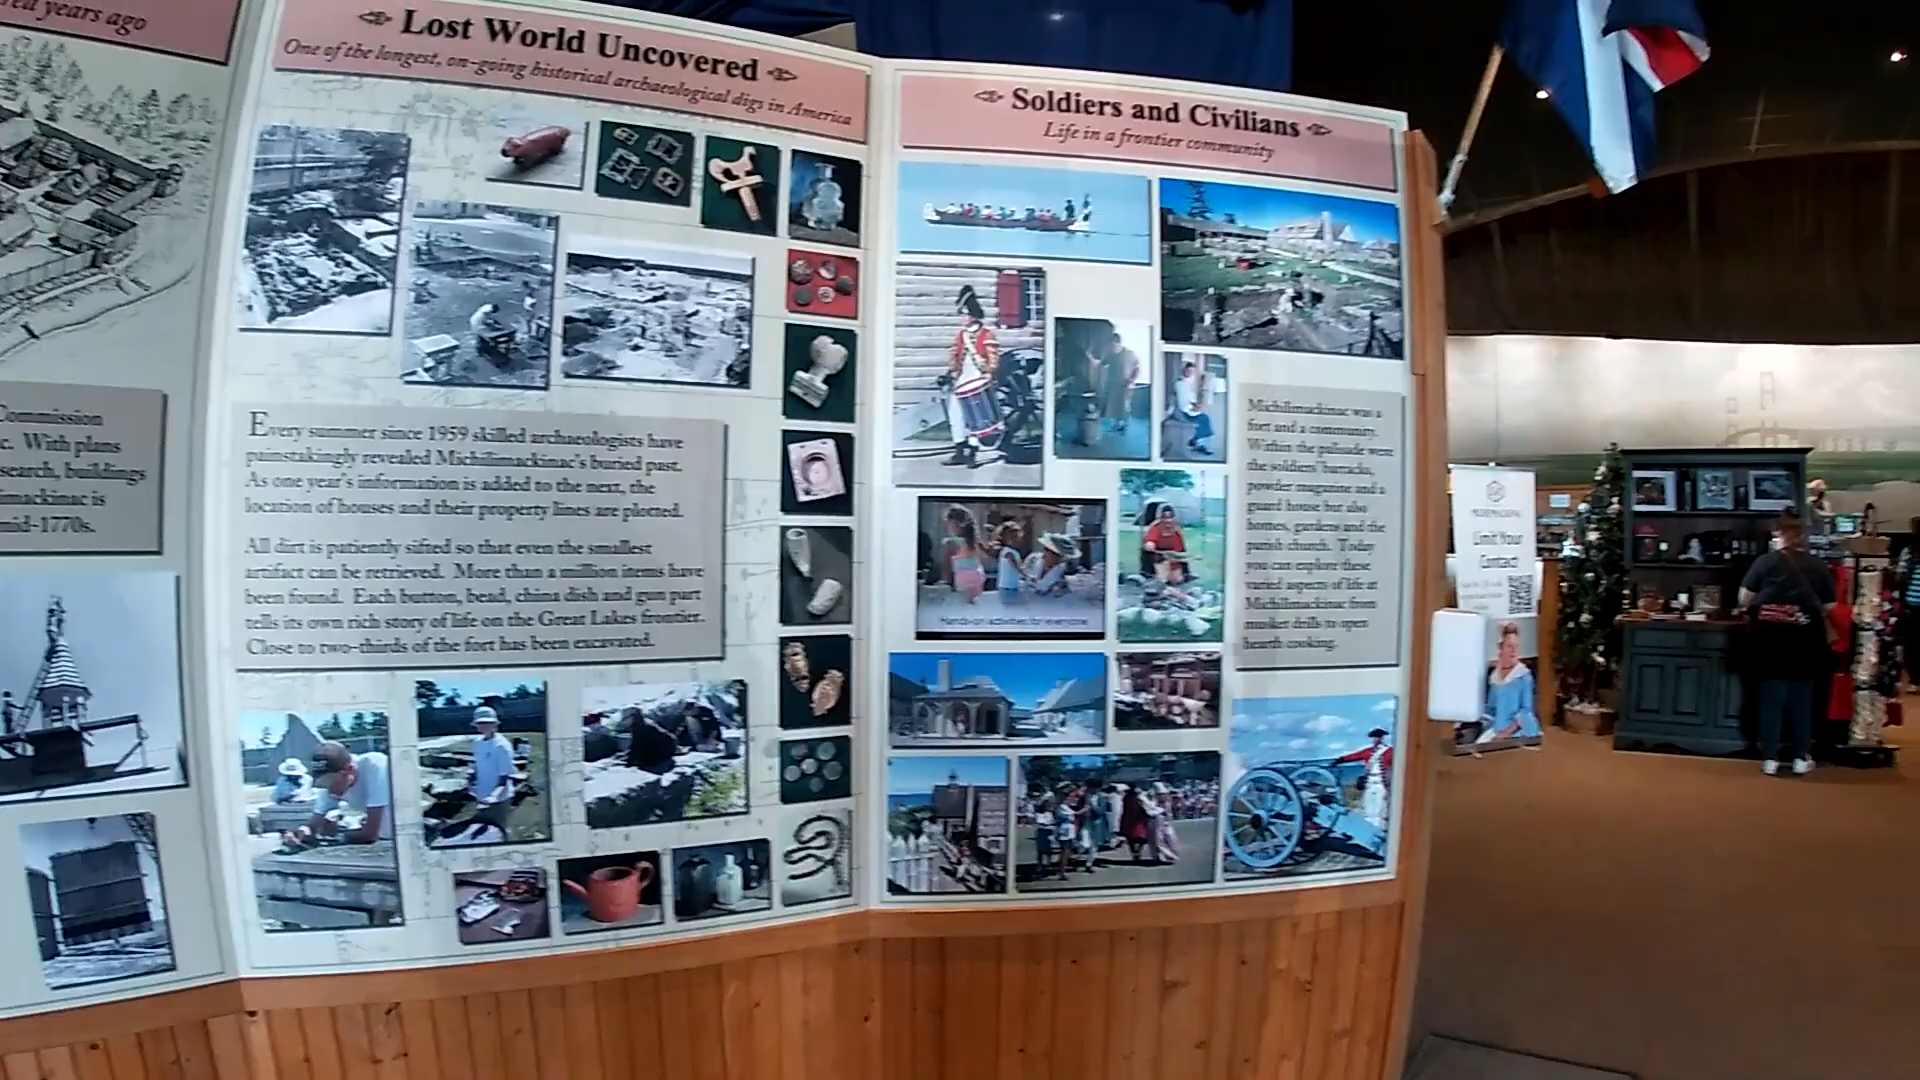 red years ago
Commission
c. With plans
search, buildings
imackinac is
mid-1770s.
Lost World Uncovered
One of the longest, on-going historical archaeological digs in America
Every summer since 1959 skilled archaeologists have
painstakingly revealed Michilimackinac's buried past.
As one year's information is added to the next, the
location of houses and their property lines are plotted.
All dirt is patiently sifted so that even the smallest
artifact can be retrieved. More than a million items have
been found. Each button, bead, china dish and gun part
tells its own rich story of life on the Great Lakes frontier.
Close to two-thirds of the fort has been excavated.
Soldiers and Civilians
Life in a frontier community
Michilimackinac was a
fort and a community.
Within the palisade were
the soldiers' barracks,
powder magazine and a
guard house but also
homes, gardens and the
parish church. Today
you can explore these
varied aspects of life at
Michilimackinac from
musket drills to open
hearth cooking.
Hands-on activities for everyone
Limit Your
Contact